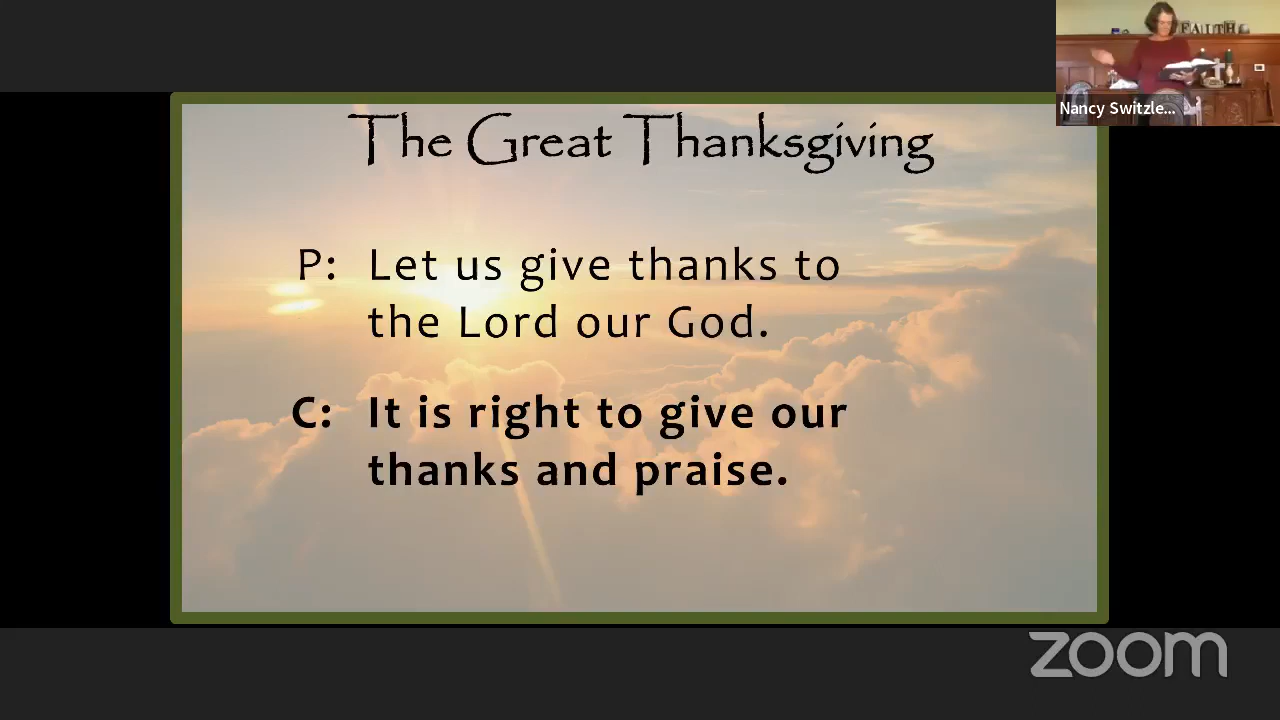 FAITH
Nancy Switzle...
The Great Thanksgiving
P: Let us give thanks to
the Lord our God.
C: It is right to give our
thanks and praise.
zoom